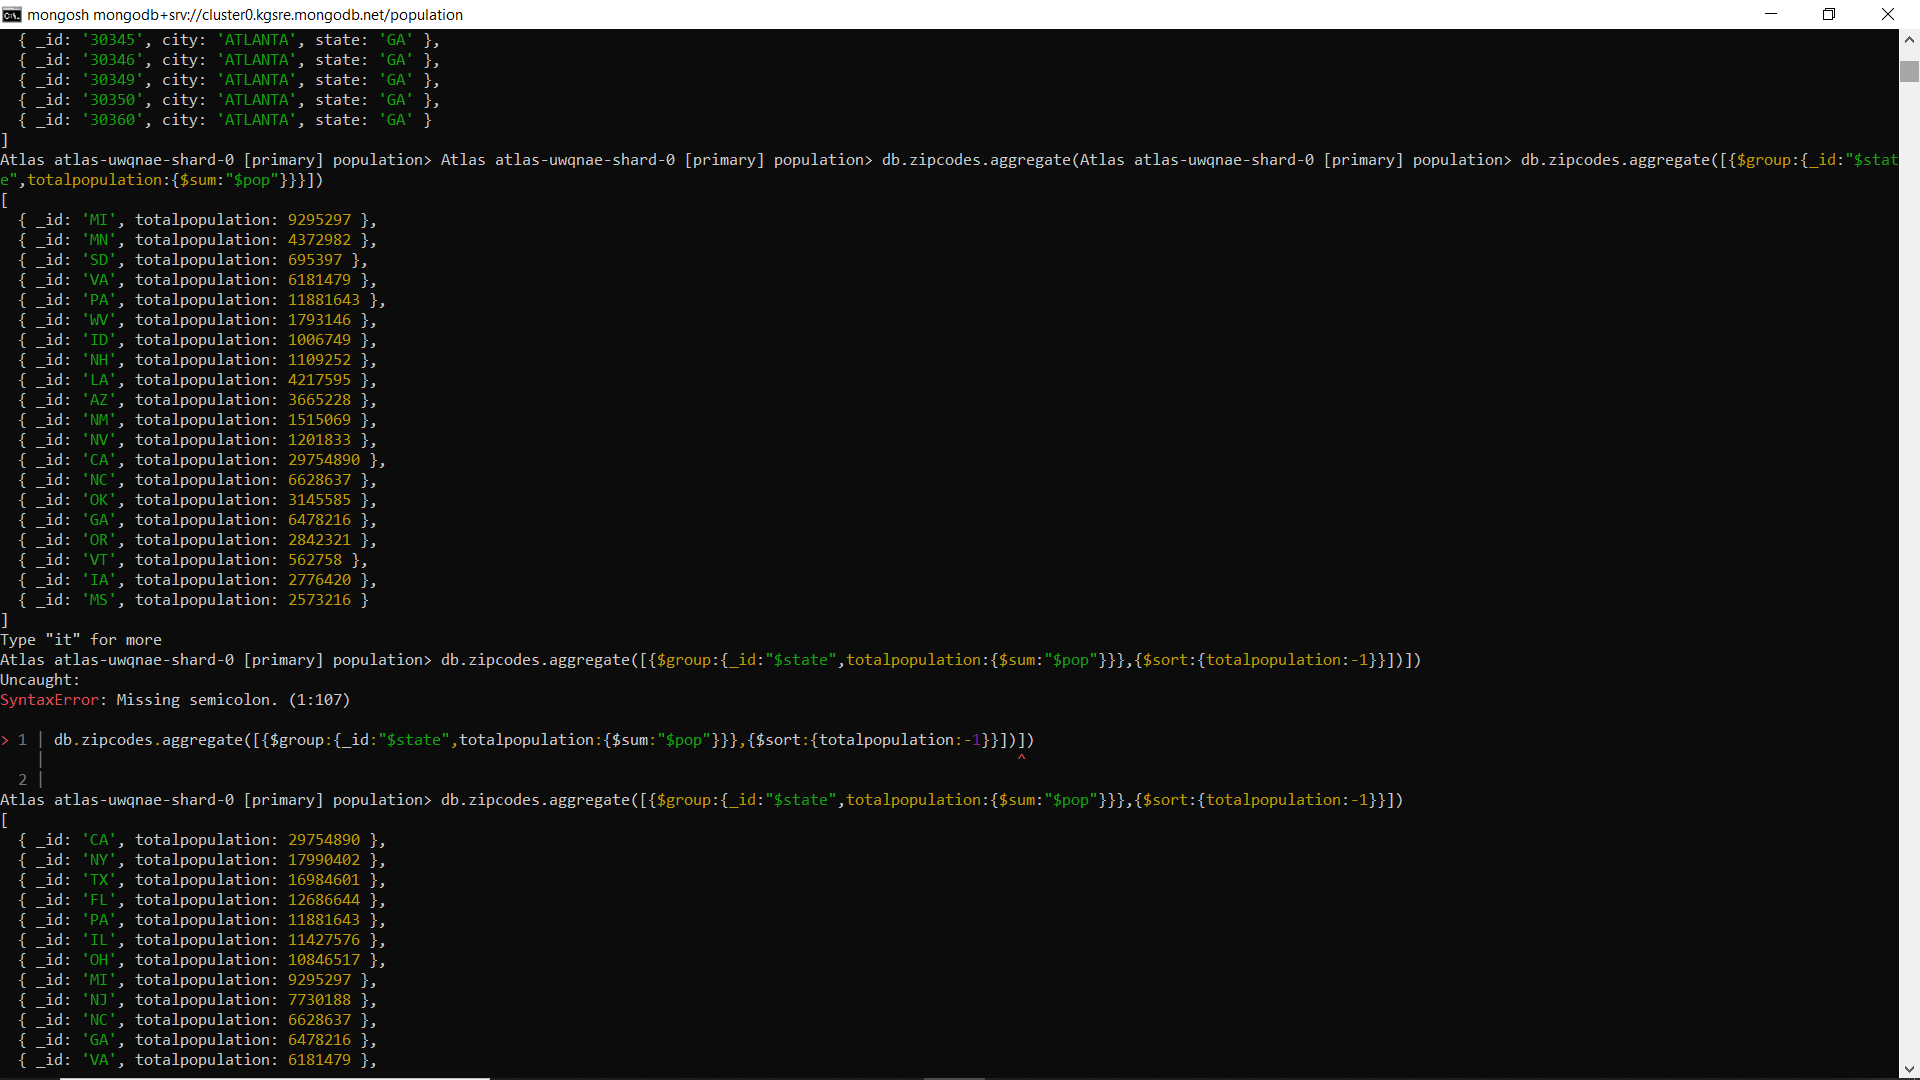 mongosh mongodb+srv://cluster0.kgsre.mongodb.net/population
  { _id: '30345', city: 'ATLANTA', state: 'GA' },
  { _id: '30346', city: 'ATLANTA', state: 'GA' },
  { _id: '30349', city: 'ATLANTA', state: 'GA' },
  { _id: '30350', city: 'ATLANTA', state: 'GA' },
  { _id: '30360', city: 'ATLANTA', state: 'GA' }
]
Atlas atlas-uwqnae-shard-0 [primary] population> Atlas atlas-uwqnae-shard-0 [primary] population> db.zipcodes.aggregate(Atlas atlas-uwqnae-shard-0 [primary] population> db.zipcodes.aggregate([{$group:{_id:"$stat
e",totalpopulation:{$sum:"$pop"}}}])
[
  { _id: 'MI', totalpopulation: 9295297 },
  { _id: 'MN', totalpopulation: 4372982 },
  { _id: 'SD', totalpopulation: 695397 },
  { _id: 'VA', totalpopulation: 6181479 },
  { _id: 'PA', totalpopulation: 11881643 },
  { _id: 'WV', totalpopulation: 1793146 },
  { _id: 'ID', totalpopulation: 1006749 },
  { _id: 'NH', totalpopulation: 1109252 },
  { _id: 'LA', totalpopulation: 4217595 },
  { _id: 'AZ', totalpopulation: 3665228 },
  { _id: 'NM', totalpopulation: 1515069 },
  { _id: 'NV', totalpopulation: 1201833 },
  { _id: 'CA', totalpopulation: 29754890 },
  { _id: 'NC', totalpopulation: 6628637 },
  { _id: 'OK', totalpopulation: 3145585 },
  { _id: 'GA', totalpopulation: 6478216 },
  { _id: 'OR', totalpopulation: 2842321 },
  { _id: 'VT', totalpopulation: 562758 },
  { _id: 'IA', totalpopulation: 2776420 },
  { _id: 'MS', totalpopulation: 2573216 }
]
Type "it" for more
Atlas atlas-uwqnae-shard-0 [primary] population> db.zipcodes.aggregate([{$group:{_id:"$state",totalpopulation:{$sum:"$pop"}}},{$sort:{totalpopulation:-1}}])])
Uncaught:
SyntaxError: Missing semicolon. (1:107)
> 1 | db.zipcodes.aggregate([{$group:{_id:"$state",totalpopulation:{$sum:"$pop"}}},{$sort:{totalpopulation:-1}}])])
    |                                                                                                            ^
  2 |
Atlas atlas-uwqnae-shard-0 [primary] population> db.zipcodes.aggregate([{$group:{_id:"$state",totalpopulation:{$sum:"$pop"}}},{$sort:{totalpopulation:-1}}])
[
  { _id: 'CA', totalpopulation: 29754890 },
  { _id: 'NY', totalpopulation: 17990402 },
  { _id: 'TX', totalpopulation: 16984601 },
  { _id: 'FL', totalpopulation: 12686644 },
  { _id: 'PA', totalpopulation: 11881643 },
  { _id: 'IL', totalpopulation: 11427576 },
  { _id: 'OH', totalpopulation: 10846517 },
  { _id: 'MI', totalpopulation: 9295297 },
  { _id: 'NJ', totalpopulation: 7730188 },
  { _id: 'NC', totalpopulation: 6628637 },
  { _id: 'GA', totalpopulation: 6478216 },
  { _id: 'VA', totalpopulation: 6181479 },